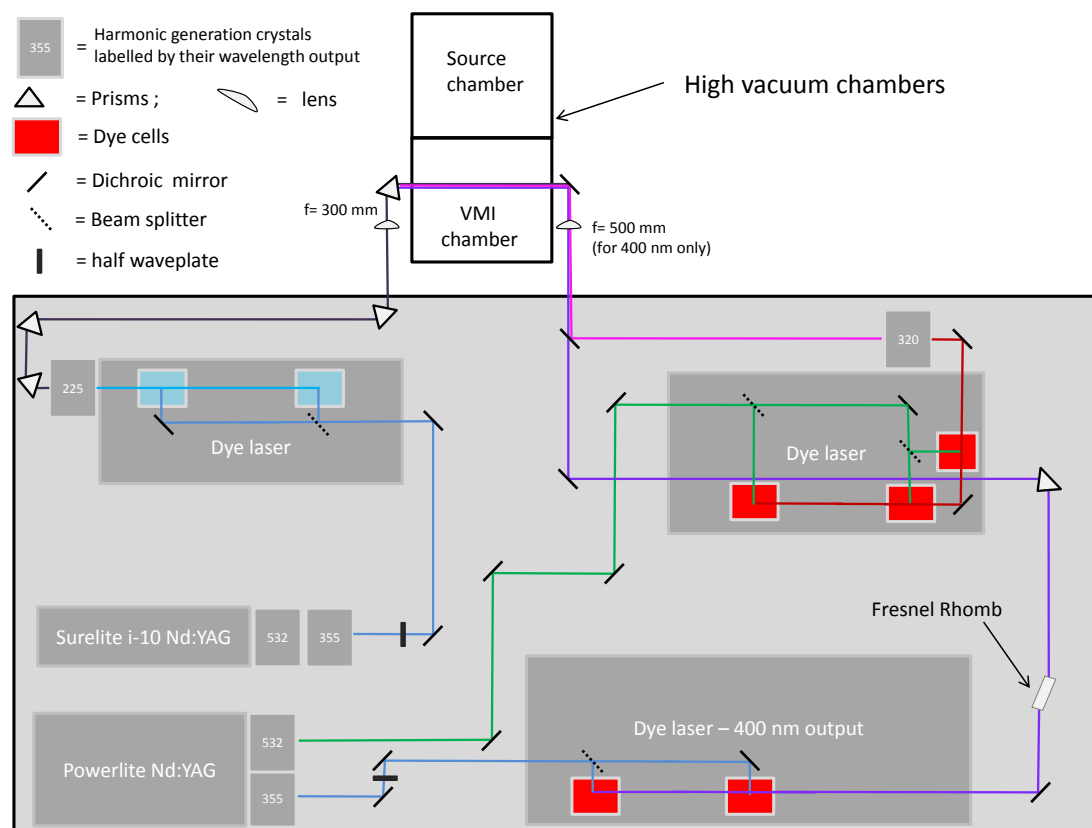 355
= Harmonic generation crystals
labelled by their wavelength output
= Prisms ;
= lens
= Dye cells
= Dichroic mirror
= Beam splitter
= half waveplate
Source
chamber
High vacuum chambers
f= 300 mm
VMI
chamber
f= 500 mm
(for 400 nm only)
320
225
Dye laser
Dye laser
Fresnel Rhomb
Surelite i-10 Nd:YAG
532
355
Dye laser – 400 nm output
Powerlite Nd:YAG
532
355